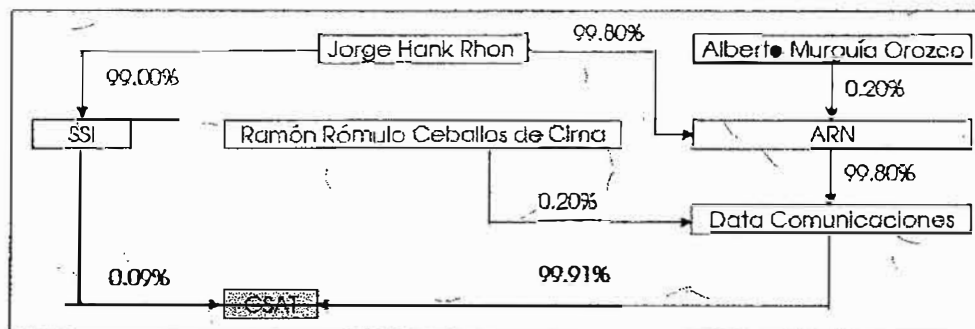 Jorge Hank Rhon
99.80%
Alberto Murguía Orozco
99.00%
0.20%
SSI
Ramón Rómulo Ceballos de Cima
ARN
0.20%
99.80%
Data Comunicaciones
0.09%
99.91%
GSAT